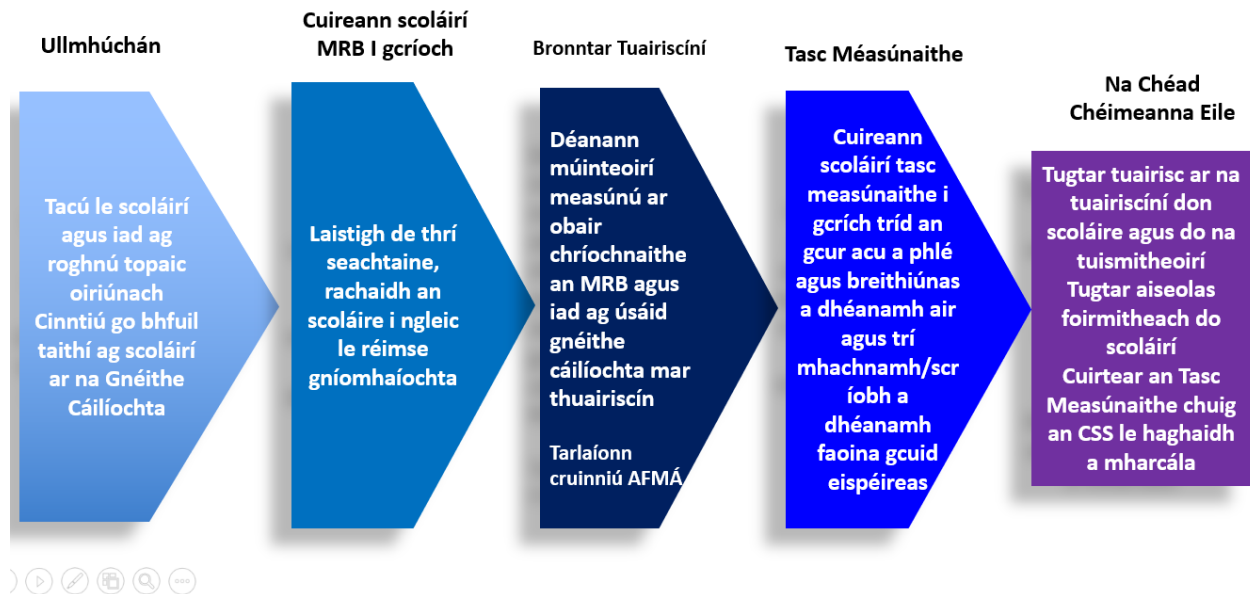 Ullmhúchán
Tacú le scoláirí
agus iad ag
roghnú topaic
oiriúnach
Cinntiú go bhfuil
taithí ag scoláirí
ar na Gnéithe
Cáilíochta
Cuireann scoláirí
MRB I gcríoch
Laistigh de thrí
seachtaine,
rachaidh an
scoláire i ngleic
le réimse
gníomhaíochta
Bronntar Tuairiscíní
Déanann
múinteoirí
measúnú ar
obair
chríochnaithe
an MRB agus
iad ag úsáid
gnéithe
cáilíochta mar
thuairiscín
Tarlaíonn
cruinniú AFMÁ
Tasc Méasúnaithe
Cuireann
scoláirí tasc
measúnaithe i
gcrích tríd an
gcur acu a phlé
agus breithiúnas
a dhéanamh air
agus trí
mhachnamh/scr
íobh a
dhéanamh
faoina gcuid
eispéireas
Na Chéad
Chéimeanna Eile
Tugtar tuairisc ar na
tuairiscíní don
scoláire agus do na
tuismitheoirí
Tugtar aiseolas
foirmitheach do
scoláirí
Cuirtear an Tasc
Measúnaithe chuig
an CSS le haghaidh
a mharcála